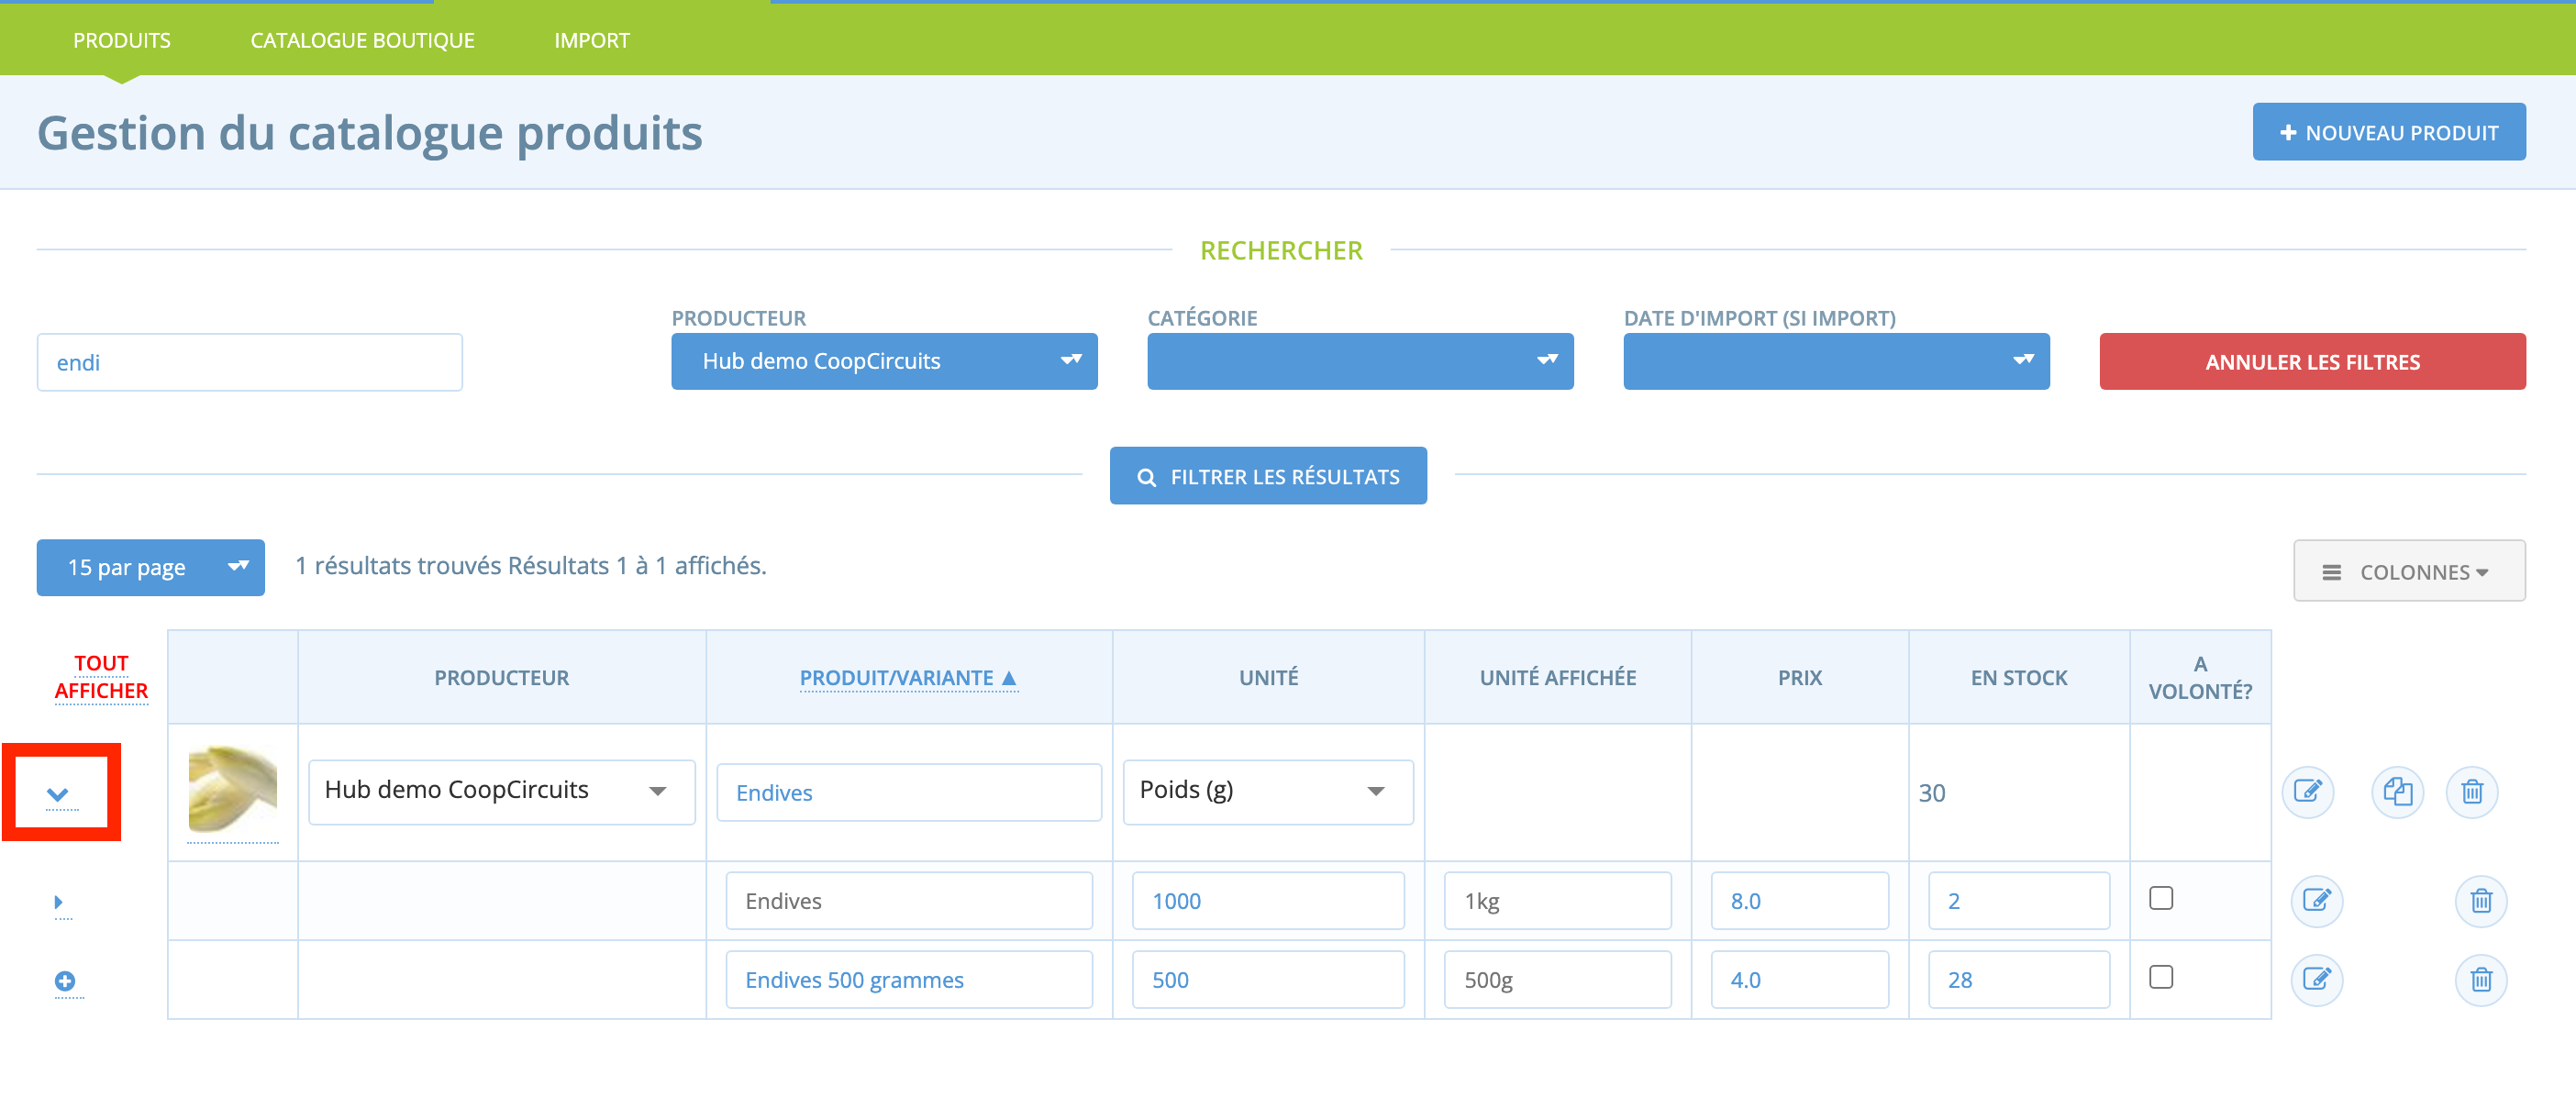 PRODUITS CATALOGUE BOUTIQUE IMPORT
Gestion du catalogue produits
NOUVEAU PRODUIT
RECHERCHER
PRODUCTEUR CATÉGORIE DATE D'IMPORT (SI IMPORT)
endi Hub demo CoopCircuits ANNULER LES FILTRES
FILTRER LES RÉSULTATS
15 par page 1 résultats trouvés Résultats 1 à 1 affichés. COLONNES
TOUT
AFFICHER
PRODUCTEUR PRODUIT/VARIANTE ▲ UNITÉ UNITÉ AFFICHÉE PRIX EN STOCK
A
VOLONTÉ?
Hub demo CoopCircuits Endives Poids (g) 30
Endives 1000 1kg 8.0 2
Endives 500 grammes 500 500g 4.0 28